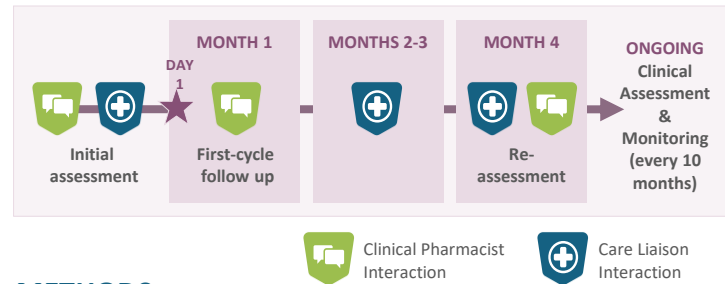 MONTH 1
MONTHS 2-3
MONTH 4
ONGOING
Clinical
Assessment
&
Monitoring
(every 10
months)
DAY
1
Initial
assessment
First-cycle
follow up
Re-
assessment
Clinical Pharmacist
Interaction
Care Liaison
Interaction